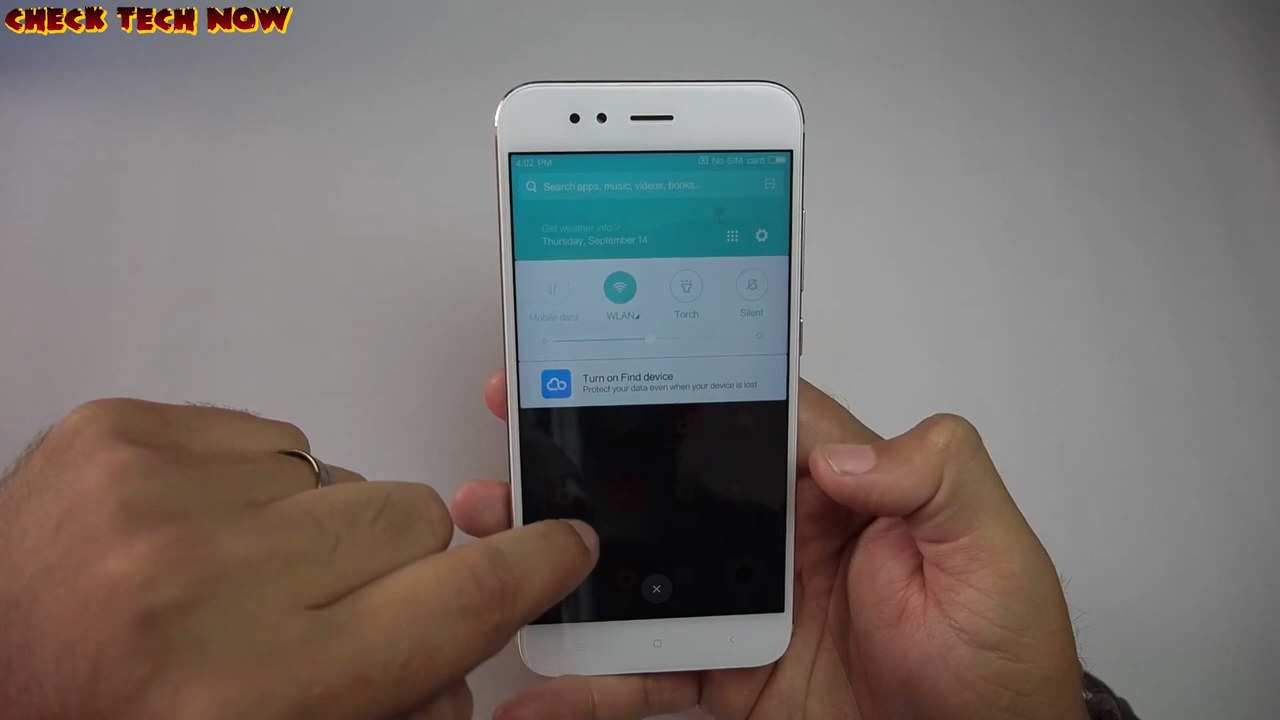 CHECK TECH NOW
4:02 PM
No SIM card
Search apps, music, videos, books...
Get weather info >
Thursday, September 14
Mobile data
WLAN
Torch
Silent
Turn on Find device
Protect your data even when your device is lost